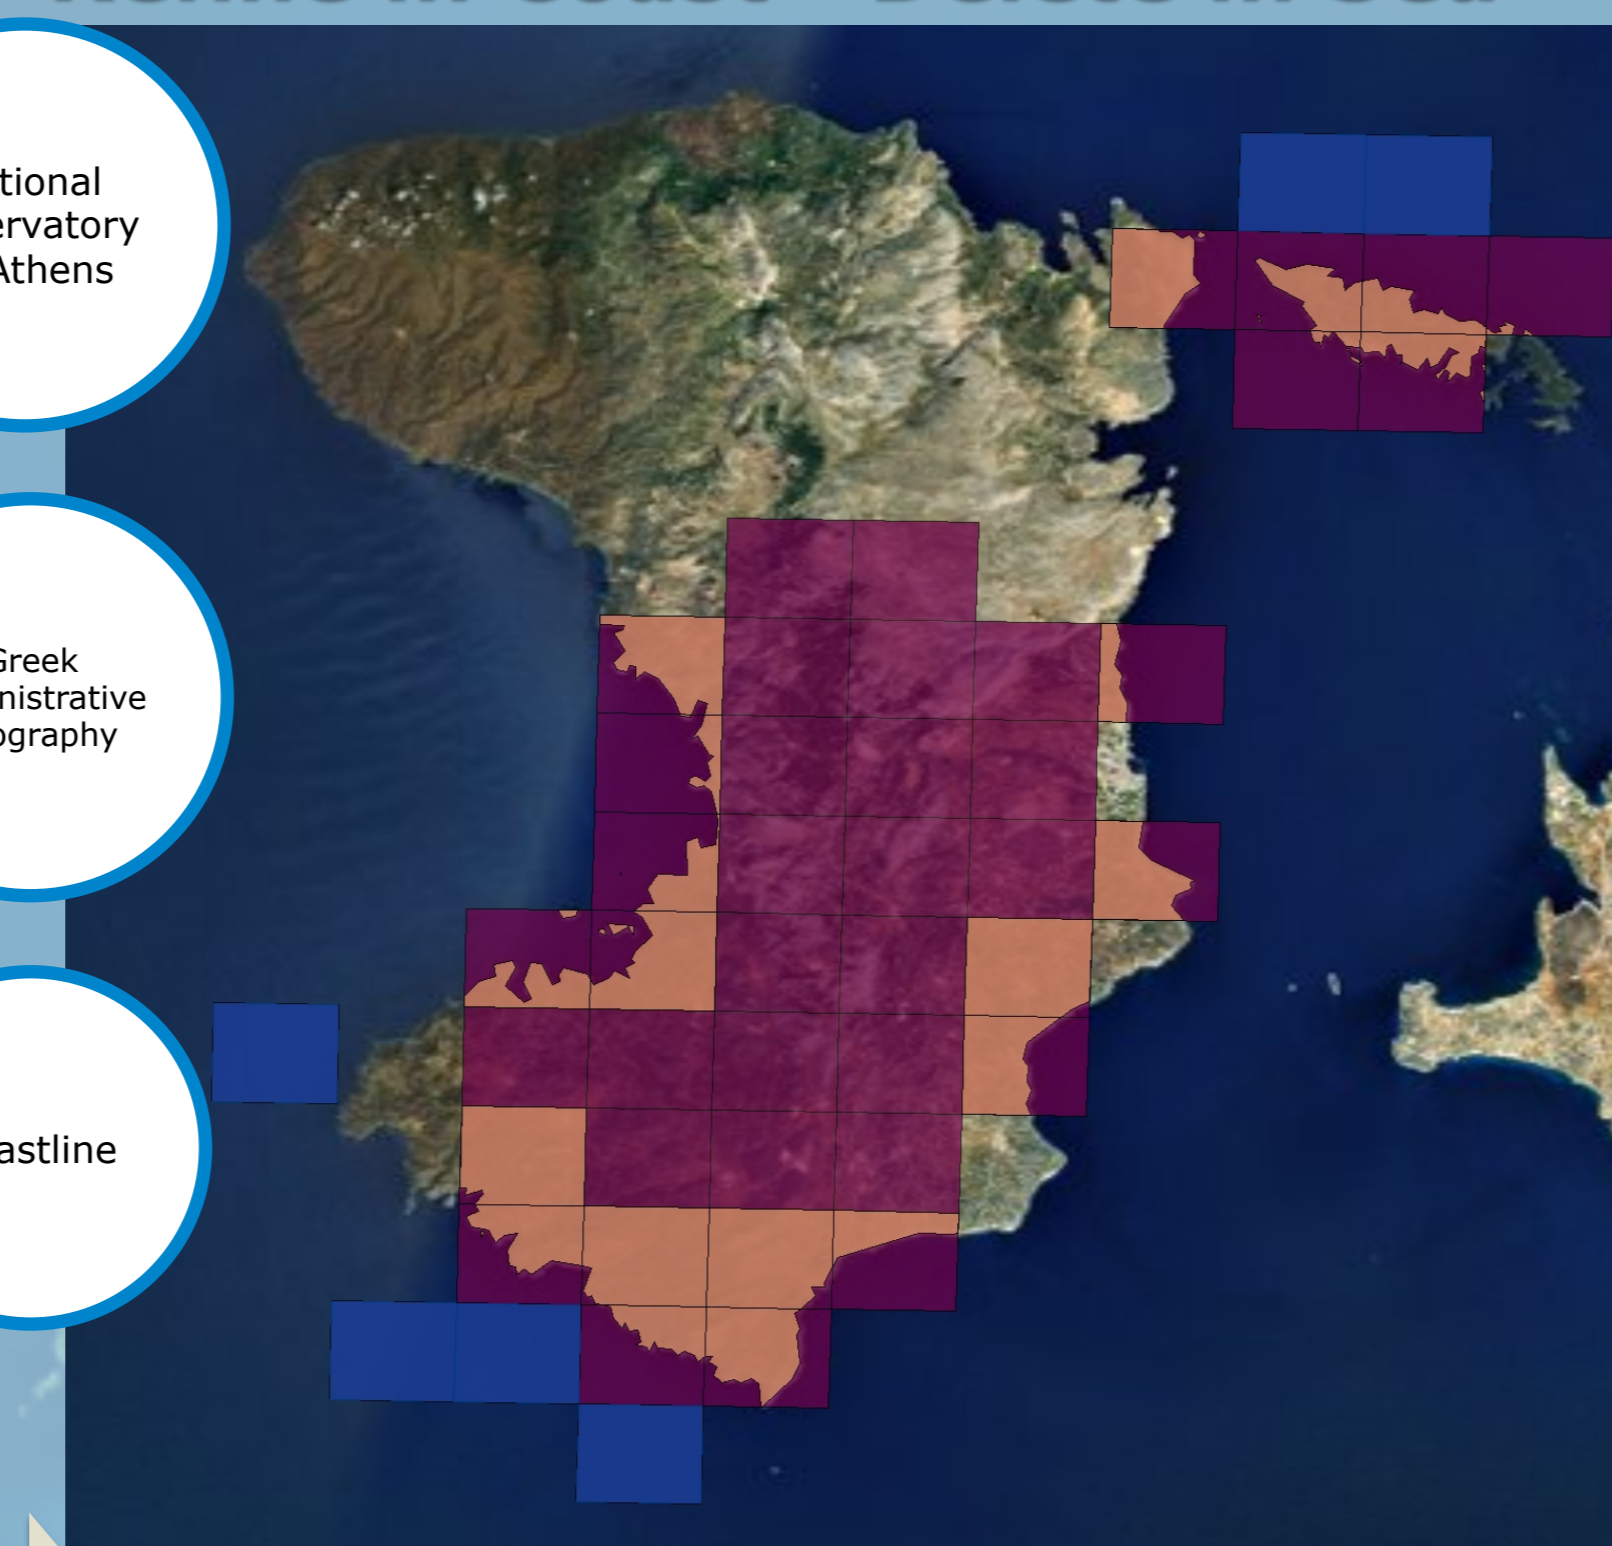 tional
ervatory
Athens
Greek
nistrative
ography
astline